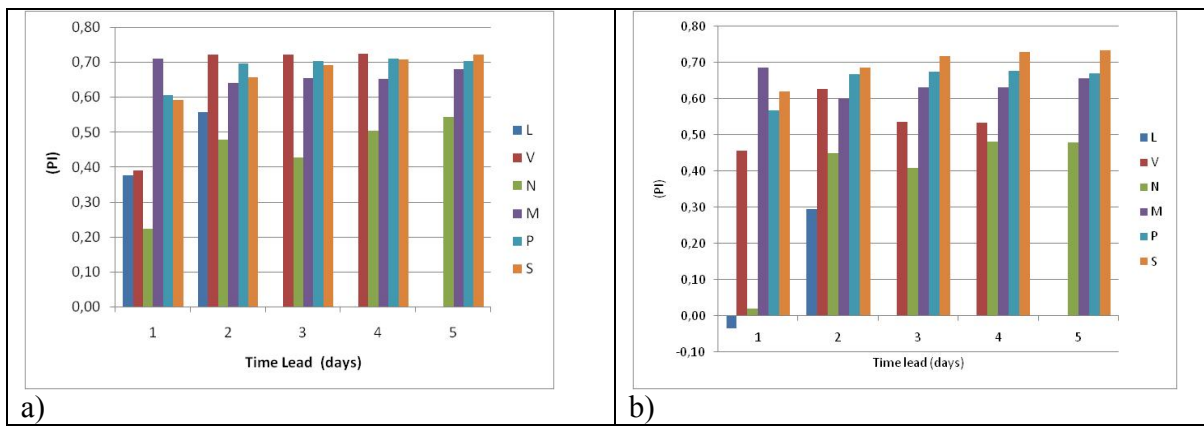 0,80
0,70
0,60
0,50
0,40
0,30
0,20
0,10
0,00
(PI)
1 2 3 4 5
Time Lead (days)
L
V
N
M
P
S
a)
0,80
0,70
0,60
0,50
0,40
0,30
0,20
0,10
0,00
-0,10
(PI)
1 2 3 4 5
Time lead (days)
L
V
N
M
P
S
b)